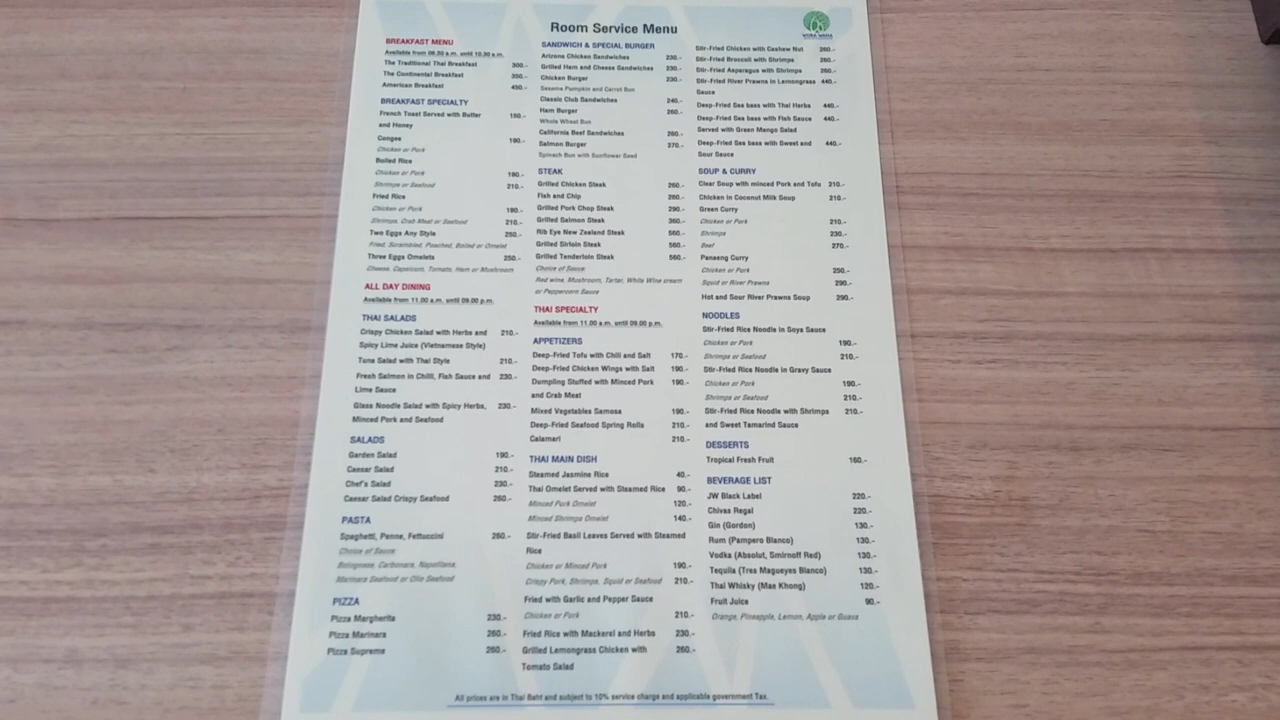 Room Service Menu
WORA WANA
BREAKFAST MENU
Available from 06.30 a.m. until 10.30 a.m.
The Traditional Thai Breakfast 300.-
The Continental Breakfast 350.-
American Breakfast 450.-
BREAKFAST SPECIALTY
French Toast Served with Butter 150.-
and Honey
Congee 190.-
Chicken or Pork
Boiled Rice
Chicken or Pork 190.-
Shrimps or Seafood 210.-
Fried Rice
Chicken or Pork 190.-
Shrimps, Crab Meat or Seafood 210.-
Two Eggs Any Style 250.-
Fried, Scrambled, Poached, Boiled or Omelet
Three Eggs Omelets 250.-
Cheese, Capsicum, Tomato, Ham or Mushroom
ALL DAY DINING
Available from 11.00 a.m. until 09.00 p.m.
THAI SALADS
Crispy Chicken Salad with Herbs and 210.-
Spicy Lime Juice (Vietnamese Style)
Tuna Salad with Thai Style 210.-
Fresh Salmon in Chilli, Fish Sauce and 230.-
Lime Sauce
Glass Noodle Salad with Spicy Herbs, 230.-
Minced Pork and Seafood
SALADS
Garden Salad 190.-
Caesar Salad 210.-
Chef's Salad 230.-
Caesar Salad Crispy Seafood 260.-
PASTA
Spaghetti, Penne, Fettuccini 260.-
Choice of Sauce
Bolognese, Carbonara, Napolitana,
Marinara Seafood or Olio Seafood
PIZZA
Pizza Margherita 230.-
Pizza Marinara 260.-
Pizza Supreme 260.-
SANDWICH & SPECIAL BURGER
Arizona Chicken Sandwiches 230.-
Grilled Ham and Cheese Sandwiches 230.-
Chicken Burger 230.-
Sesame Pumpkin and Carrot Bun
Classic Club Sandwiches 240.-
Ham Burger 260.-
Whole Wheat Bun
California Beef Sandwiches 260.-
Salmon Burger 270.-
Spinach Bun with Sunflower Seed
STEAK
Grilled Chicken Steak 260.-
Fish and Chip 260.-
Grilled Pork Chop Steak 290.-
Grilled Salmon Steak 360.-
Rib Eye New Zealand Steak 560.-
Grilled Sirloin Steak 560.-
Grilled Tenderloin Steak 560.-
Choice of Sauce
Red wine, Mushroom, Tartar, White Wine cream
or Peppercorn Sauce
THAI SPECIALTY
Available from 11.00 a.m. until 09.00 p.m.
APPETIZERS
Deep-Fried Tofu with Chili and Salt 170.-
Deep-Fried Chicken Wings with Salt 190.-
Dumpling Stuffed with Minced Pork 190.-
and Crab Meat
Mixed Vegetables Samosa 190.-
Deep-Fried Seafood Spring Rolls 210.-
Calamari 210.-
THAI MAIN DISH
Steamed Jasmine Rice 40.-
Thai Omelet Served with Steamed Rice 90.-
Minced Pork Omelet 120.-
Minced Shrimps Omelet 140.-
Stir-Fried Basil Leaves Served with Steamed
Rice
Chicken or Minced Pork 190.-
Crispy Pork, Shrimps, Squid or Seafood 210.-
Fried with Garlic and Pepper Sauce
Chicken or Pork 210.-
Fried Rice with Mackerel and Herbs 230.-
Grilled Lemongrass Chicken with 260.-
Tomato Salad
Stir-Fried Chicken with Cashew Nut 260.-
Stir-Fried Broccoli with Shrimps 260.-
Stir-Fried Asparagus with Shrimps 260.-
Stir-Fried River Prawns in Lemongrass 440.-
Sauce
Deep-Fried Sea bass with Thai Herbs 440.-
Deep-Fried Sea bass with Fish Sauce 440.-
Served with Green Mango Salad
Deep-Fried Sea bass with Sweet and 440.-
Sour Sauce
SOUP & CURRY
Clear Soup with minced Pork and Tofu 210.-
Chicken in Coconut Milk Soup 210.-
Green Curry
Chicken or Pork 210.-
Shrimps 230.-
Beef 270.-
Panaeng Curry
Chicken or Pork 250.-
Squid or River Prawns 290.-
Hot and Sour River Prawns Soup 290.-
NOODLES
Stir-Fried Rice Noodle in Soya Sauce
Chicken or Pork 190.-
Shrimps or Seafood 210.-
Stir-Fried Rice Noodle in Gravy Sauce
Chicken or Pork 190.-
Shrimps or Seafood 210.-
Stir-Fried Rice Noodle with Shrimps 210.-
and Sweet Tamarind Sauce
DESSERTS
Tropical Fresh Fruit 160.-
BEVERAGE LIST
JW Black Label 220.-
Chivas Regal 220.-
Gin (Gordon) 130.-
Rum (Pampero Blanco) 130.-
Vodka (Absolut, Smirnoff Red) 130.-
Tequila (Tres Magueyes Blanco) 130.-
Thai Whisky (Mae Khong) 120.-
Fruit Juice 90.-
Orange, Pineapple, Lemon, Apple or Guava
All prices are in Thai Baht and subject to 10% service charge and applicable government Tax.